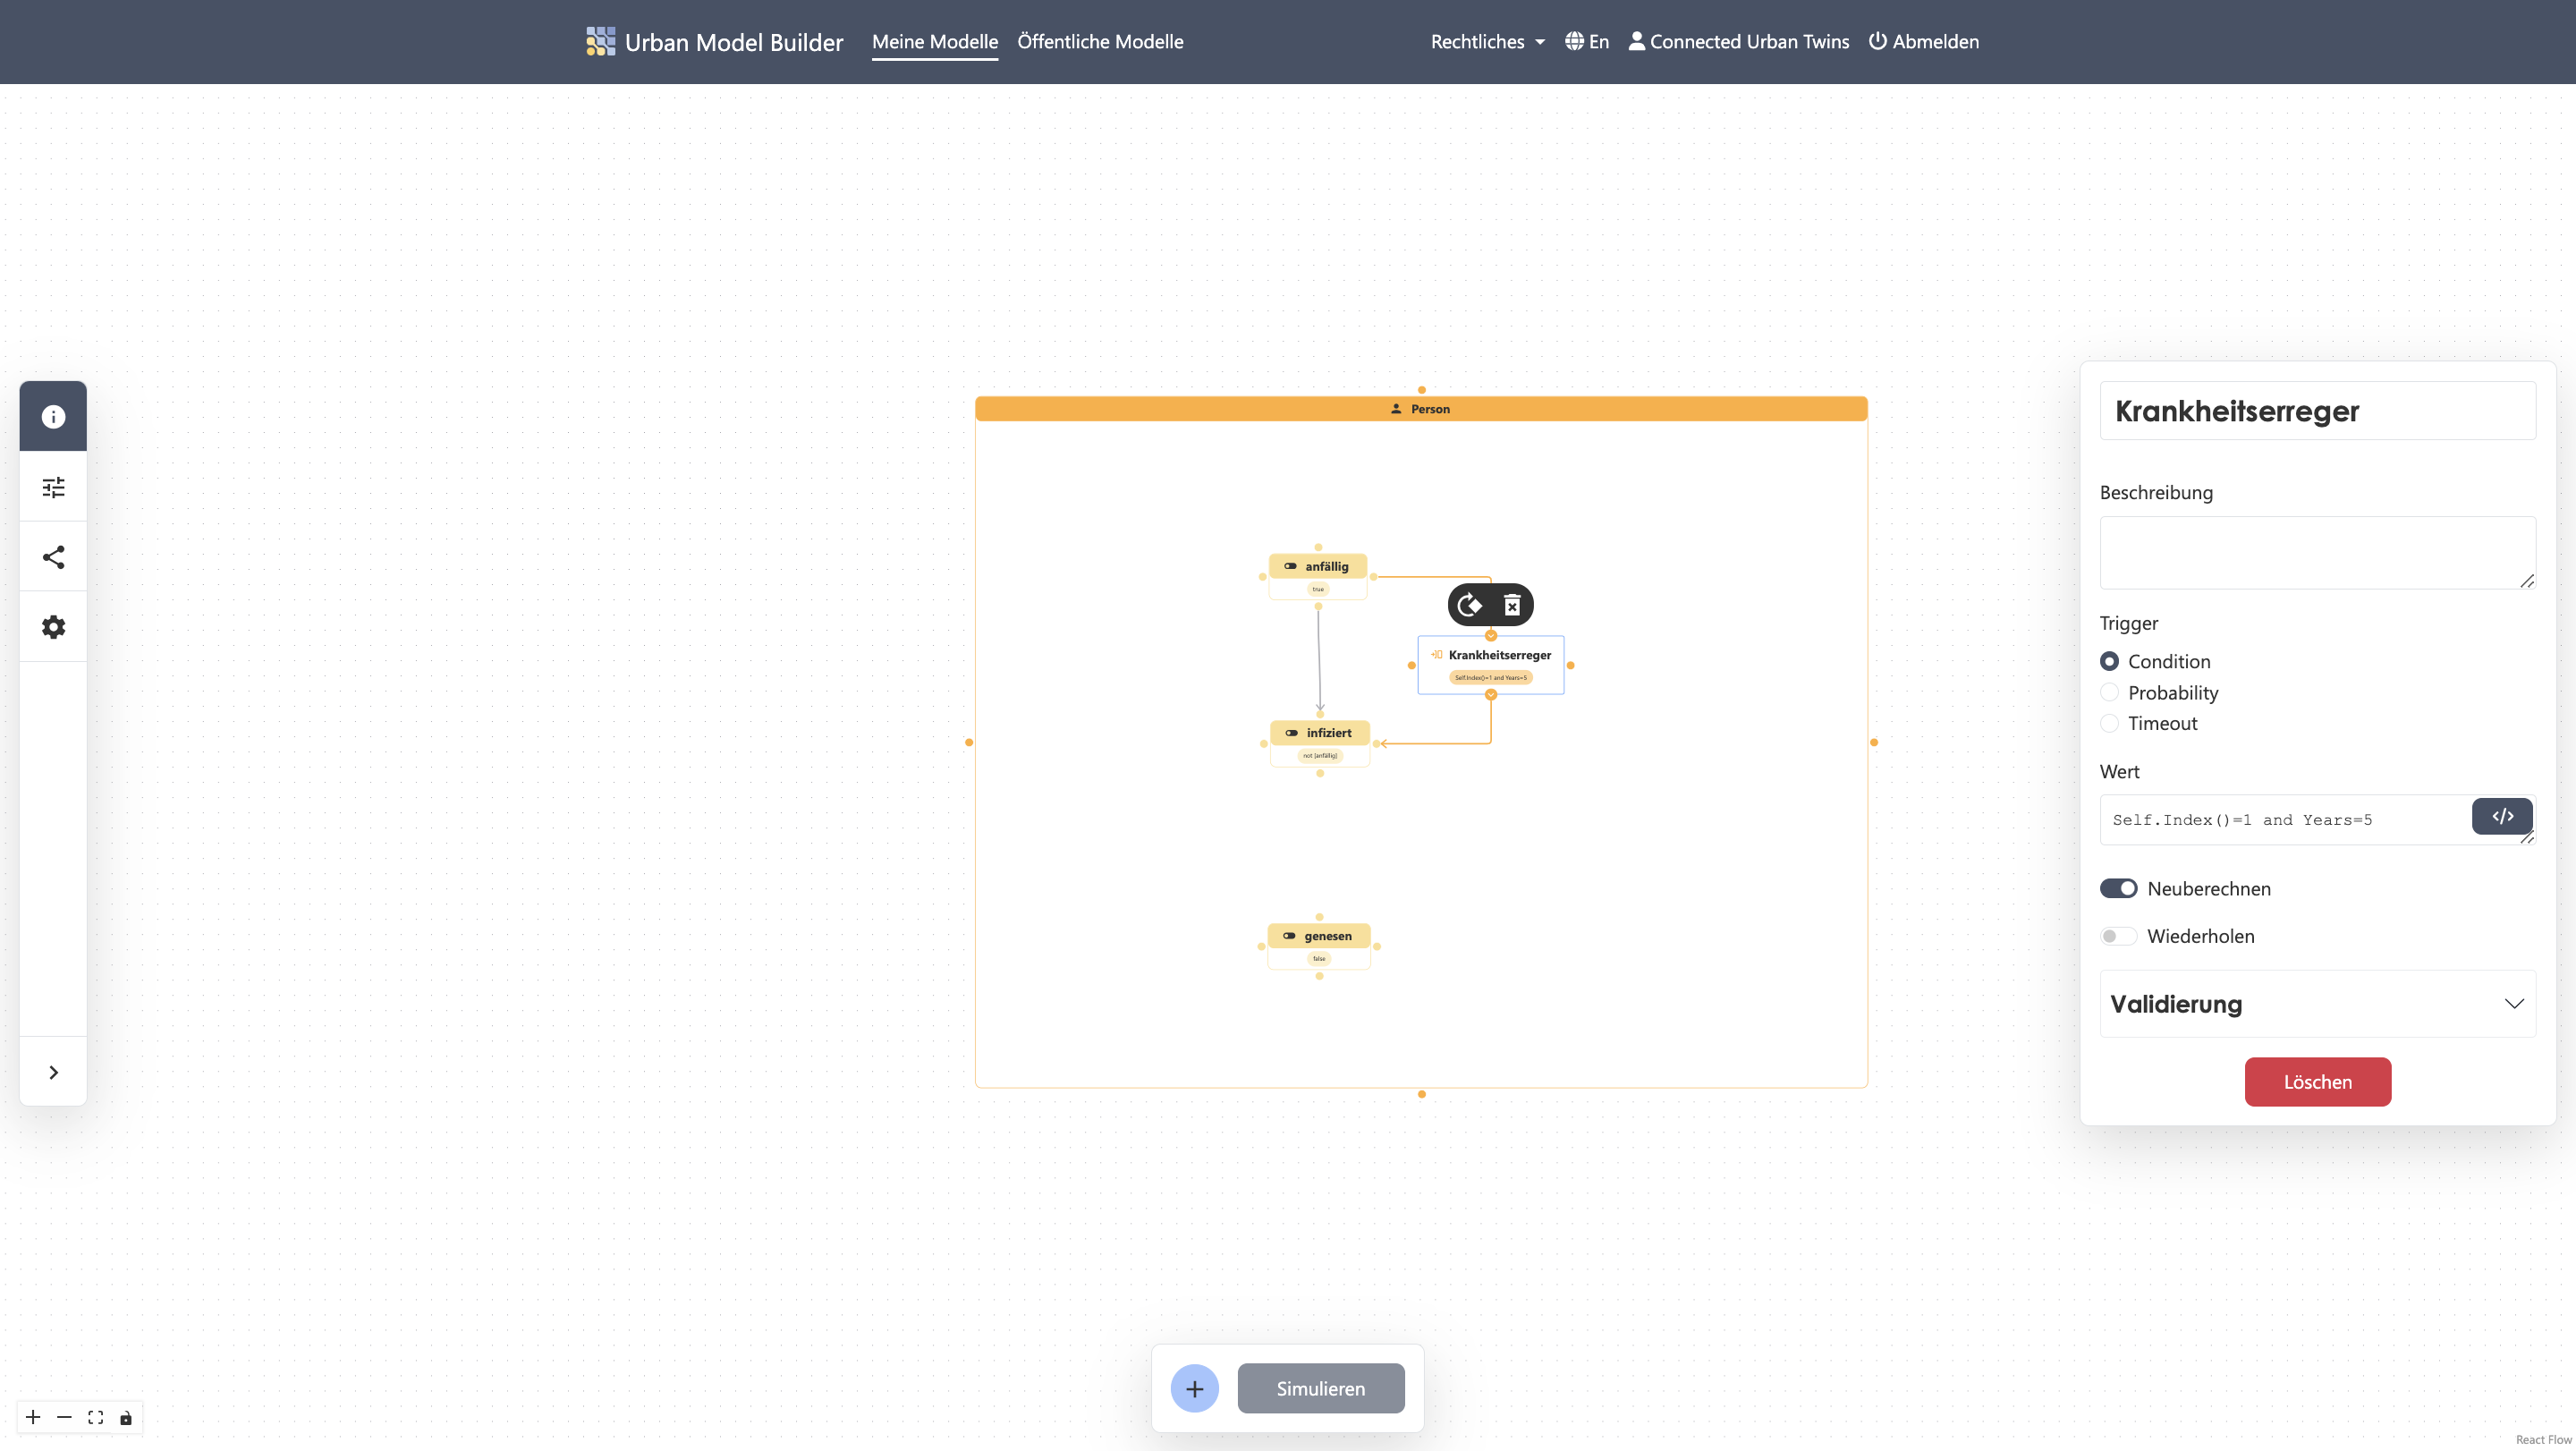 Urban Model Builder
Meine Modelle
Öffentliche Modelle
Rechtliches
En
Connected Urban Twins
Abmelden
Person
anfällig
true
Krankheitserreger
Self.Index()=1 and Years=5
infiziert
not [anfällig]
genesen
false
Krankheitserreger
Beschreibung
Trigger
Condition
Probability
Timeout
Wert
Self.Index()=1 and Years=5
</>
Neuberechnen
Wiederholen
Validierung
Löschen
Simulieren
React Flow